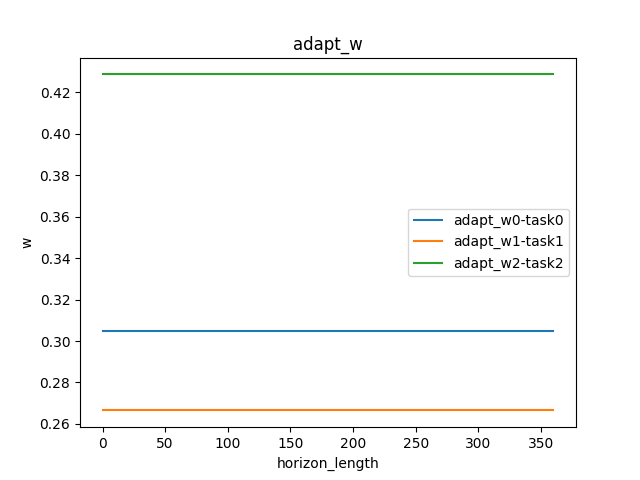 adapt_w
0.42
0.40
0.38
0.36
0.34
0.32
0.30
0.28
0.26
w
adapt_w0-task0
adapt_w1-task1
adapt_w2-task2
0 50 100 150 200 250 300 350
horizon_length